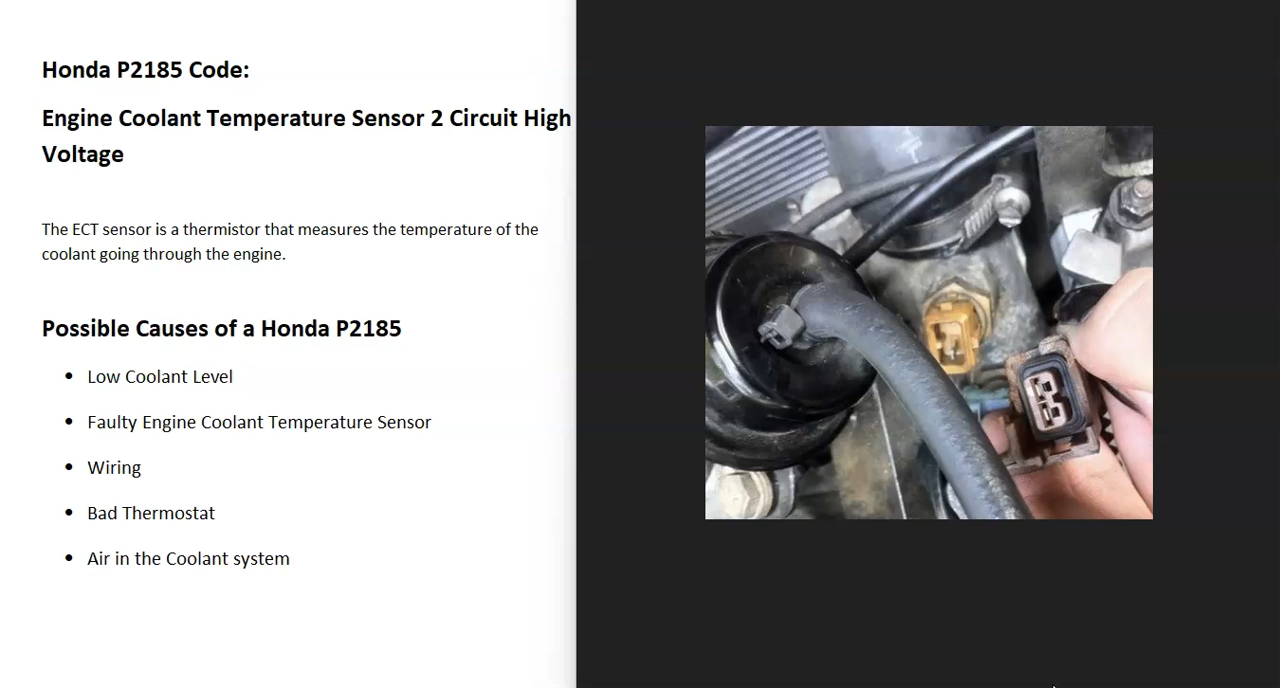 Honda P2185 Code:
Engine Coolant Temperature Sensor 2 Circuit High
Voltage
The ECT sensor is a thermistor that measures the temperature of the
coolant going through the engine.
Possible Causes of a Honda P2185
• Low Coolant Level
• Faulty Engine Coolant Temperature Sensor
• Wiring
• Bad Thermostat
• Air in the Coolant system